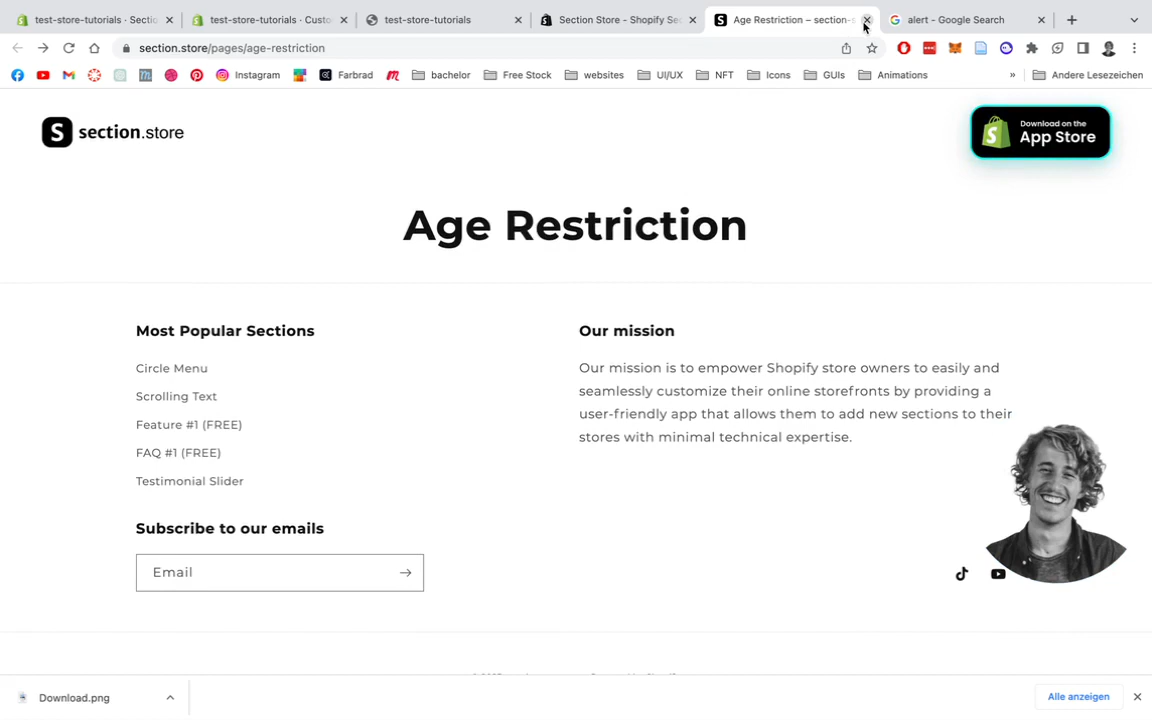 test-store-tutorials · Sectio
test-store-tutorials · Custo
test-store-tutorials
Section Store - Shopify Sec
Age Restriction – section-s
alert - Google Search
section.store/pages/age-restriction
Instagram
Farbrad
bachelor
Free Stock
websites
UI/UX
NFT
Icons
GUIs
Animations
»
Andere Lesezeichen
S section.store
Download on the
App Store
Age Restriction
Most Popular Sections
Circle Menu
Scrolling Text
Feature #1 (FREE)
FAQ #1 (FREE)
Testimonial Slider
Our mission
Our mission is to empower Shopify store owners to easily and
seamlessly customize their online storefronts by providing a
user-friendly app that allows them to add new sections to their
stores with minimal technical expertise.
Subscribe to our emails
Email
Download.png
Alle anzeigen